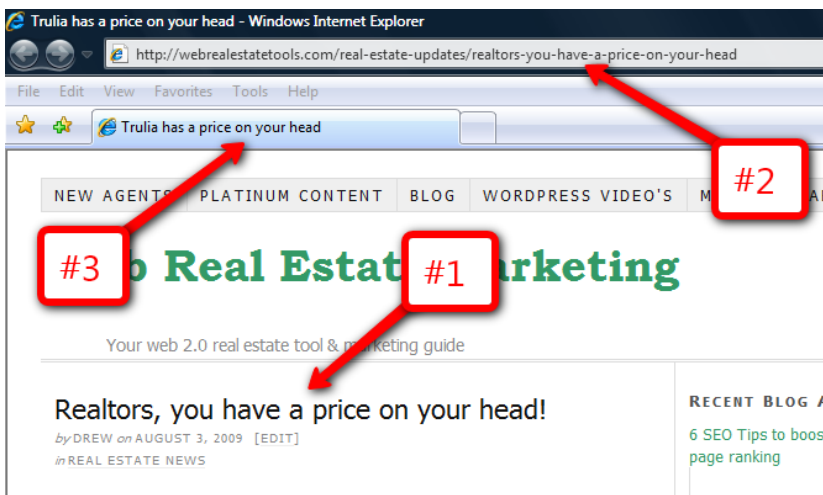 Trulia has a price on your head - Windows Internet Explorer
http://webrealestatetools.com/real-estate-updates/realtors-you-have-a-price-on-your-head
File Edit View Favorites Tools Help
Trulia has a price on your head
#2
NEW AGENTS PLATINUM CONTENT BLOG WORDPRESS VIDEO'S
#3
#1
Real Estat
Your web 2.0 real estate tool & marketing guide
Realtors, you have a price on your head!
by DREW on AUGUST 3, 2009 [EDIT]
in REAL ESTATE NEWS
RECENT BLOG
6 SEO Tips to boos
page ranking